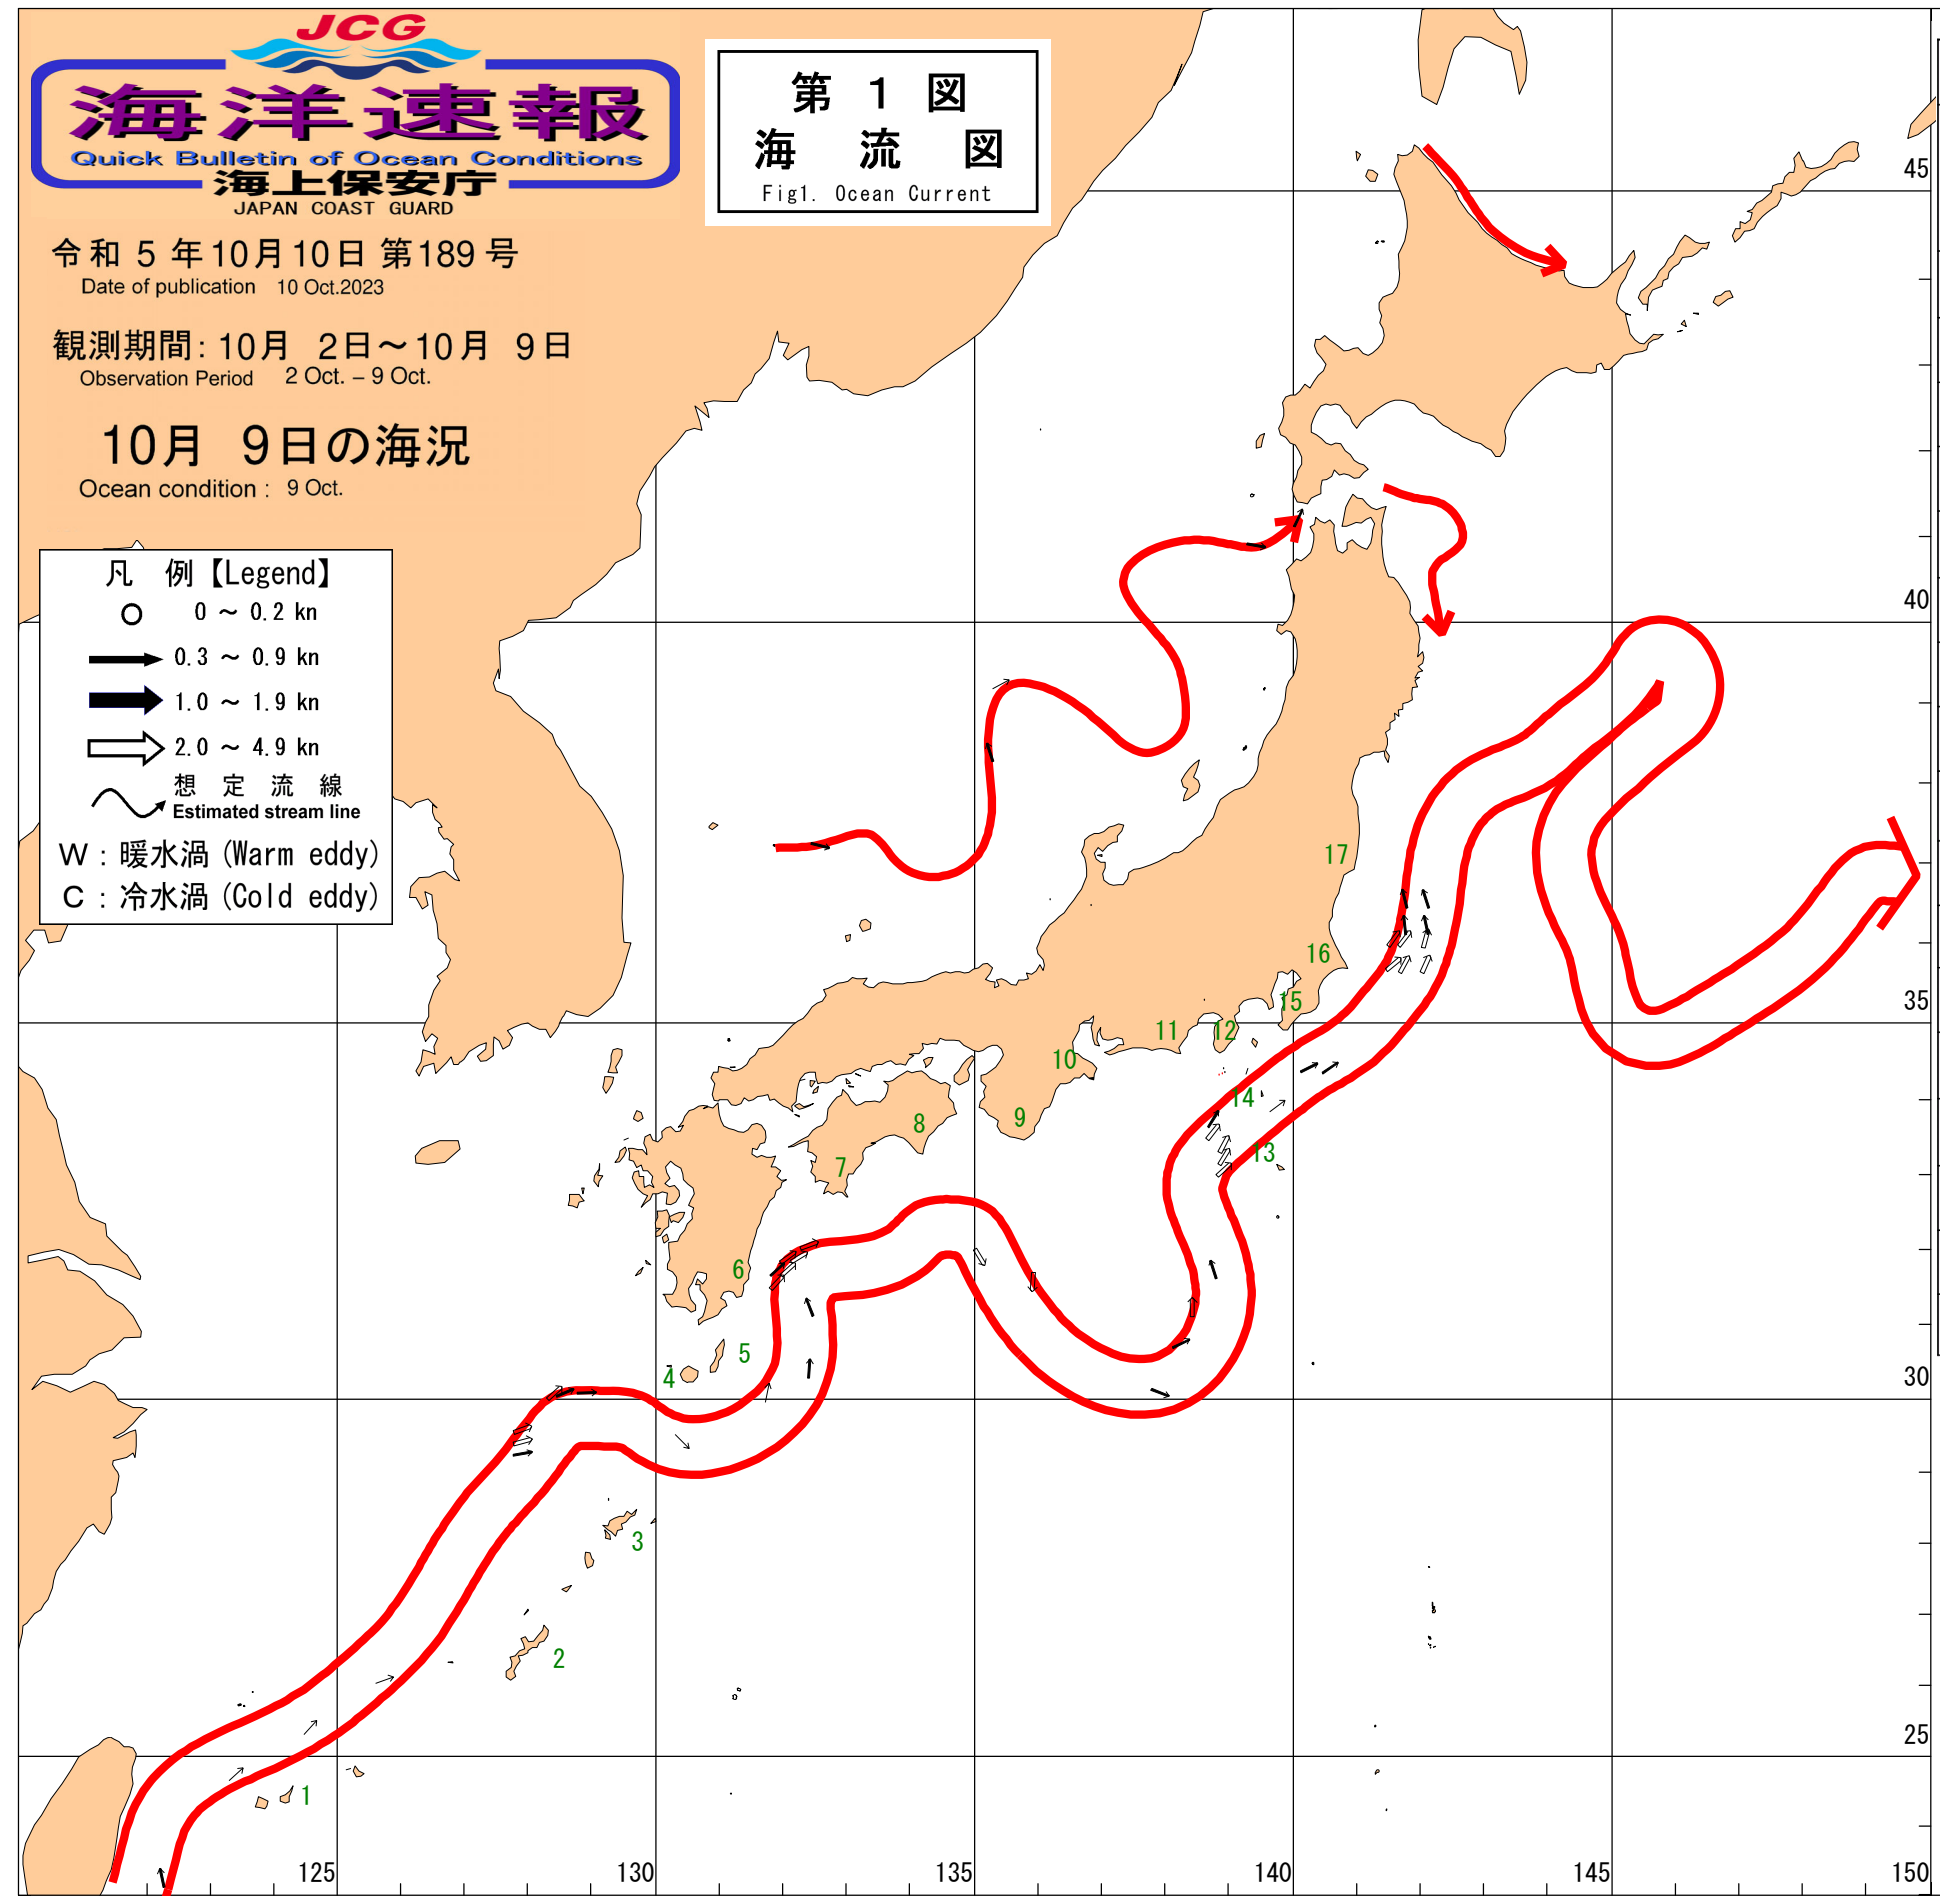 JCG
海洋速報
Quick Bulletin of Ocean Conditions
海上保安庁
JAPAN COAST GUARD
令和 5 年10月10日 第189号
Date of publication 10 Oct.2023
観測期間: 10月 2日～10月 9日
Observation Period 2 Oct. – 9 Oct.
10月 9日の海況
Ocean condition : 9 Oct.
第 1 図
海 流 図
Fig1. Ocean Current
凡 例【Legend】
0 ～ 0.2 kn
0.3 ～ 0.9 kn
1.0 ～ 1.9 kn
2.0 ～ 4.9 kn
想 定 流 線
Estimated stream line
W : 暖水渦 (Warm eddy)
C : 冷水渦 (Cold eddy)
45
40
17
16
35
15
11
12
10
14
9
8
13
7
6
5
4
30
3
2
25
1
125
130
135
140
145
150